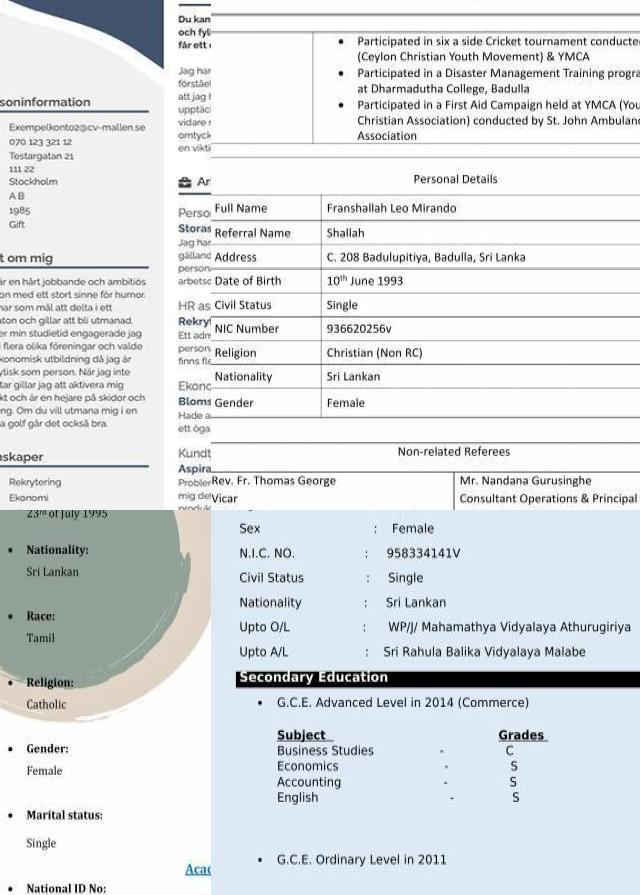 soninformation
Exempelkonto2@cv-mallen.se
070 123 321 12
Testargatan 21
111 22
Stockholm
A B
1985
Gift
t om mig
är en hårt jobbande och ambitiös
on med ett stort sinne för humor.
har som mål att delta i ett
aton och gillar att bli utmanad.
er min studietid engagerade jag
i flera olika föreningar och valde
konomisk utbildning då jag är
ytisk som person. När jag inte
tar gillar jag att aktivera mig
kt och är en hejare på skidor och
ng. Om du vill utmana mig i en
a golf går det också bra.
nskaper
Rekrytering
Ekonomi
Du kan
och fyl
får ett
Jag har
förståel
att jag
upptäc
vidare
omtyck
en vikti
Ar
Perso
Storas
Jag har
gälland
person
arbetso
HR as
Rekry
Ett adm
person
finns fle
Ekono
Bloms
Hade a
ett öga
Kundt
Aspira
Probler
mig de
• Participated in six a side Cricket tournament conducte
(Ceylon Christian Youth Movement) & YMCA
• Participated in a Disaster Management Training progra
at Dharmadutha College, Badulla
• Participated in a First Aid Campaign held at YMCA (You
Christian Association) conducted by St. John Ambulan
Association
Personal Details
Full Name Franshallah Leo Mirando
Referral Name Shallah
Address C. 208 Badulupitiya, Badulla, Sri Lanka
Date of Birth 10th June 1993
Civil Status Single
NIC Number 936620256v
Religion Christian (Non RC)
Nationality Sri Lankan
Gender Female
Non-related Referees
Rev. Fr. Thomas George Mr. Nandana Gurusinghe
Vicar Consultant Operations & Principal
23rd of July 1995
• Nationality:
Sri Lankan
• Race:
Tamil
• Religion:
Catholic
• Gender:
Female
• Marital status:
Single
• National ID No:
Acad
Sex : Female
N.I.C. NO. : 958334141V
Civil Status : Single
Nationality : Sri Lankan
Upto O/L : WP/J/ Mahamathya Vidyalaya Athurugiriya
Upto A/L : Sri Rahula Balika Vidyalaya Malabe
Secondary Education
• G.C.E. Advanced Level in 2014 (Commerce)
Subject Grades
Business Studies - C
Economics - S
Accounting - S
English - S
• G.C.E. Ordinary Level in 2011